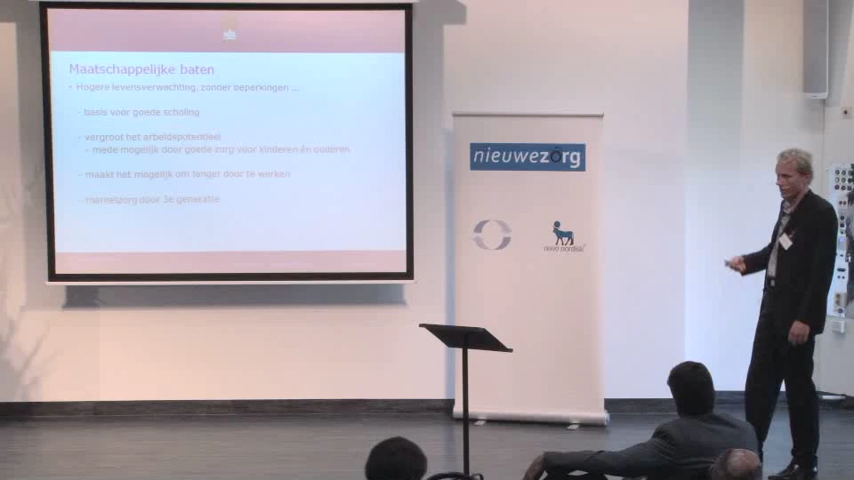 Maatschappelijke baten
• Hogere levensverwachting, zonder beperkingen ...
- basis voor goede scholing
- vergroot het arbeidspotentieel
- mede mogelijk door goede zorg voor kinderen én ouderen
- maakt het mogelijk om langer door te werken
- mantelzorg door 3e generatie
nieuwezorg
novo nordisk